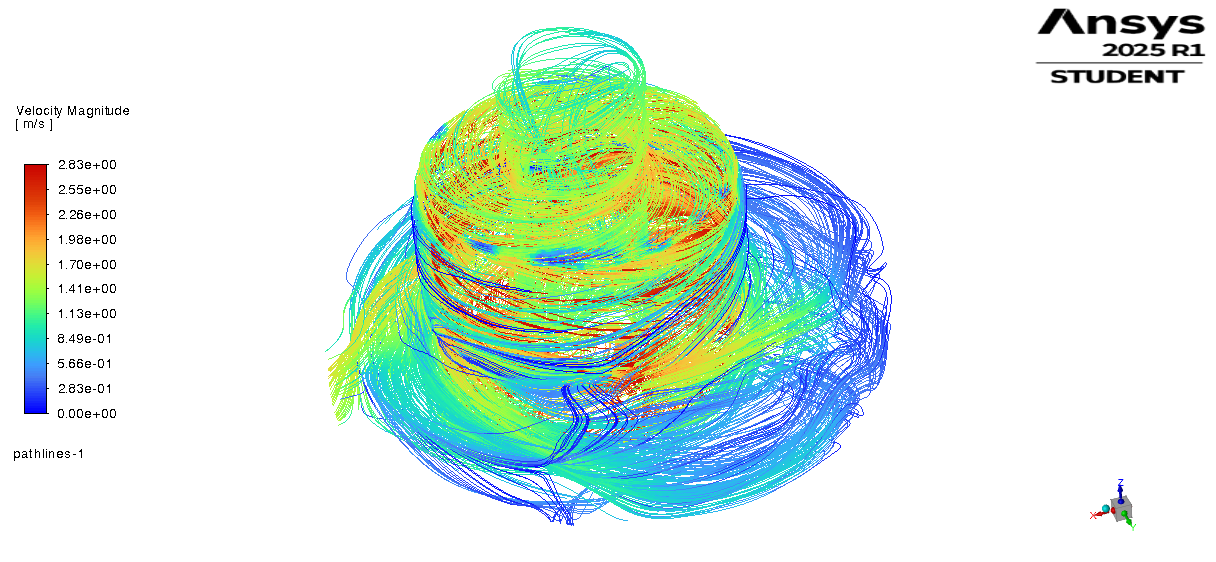 Ansys
2025 R1
STUDENT
Velocity Magnitude
[ m/s ]
2.83e+00
2.55e+00
2.26e+00
1.98e+00
1.70e+00
1.41e+00
1.13e+00
8.49e-01
5.66e-01
2.83e-01
0.00e+00
pathlines-1
Z
X
Y